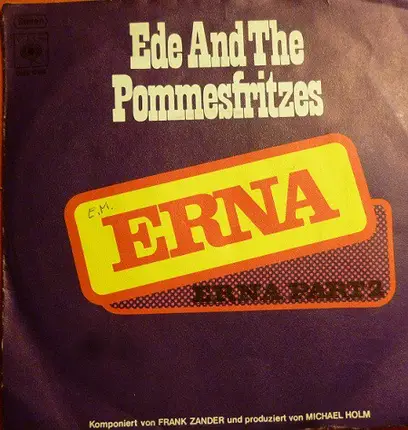 Ede And The
Pommesfritzes
E.M.
ERNA
ERNA PART 2
Komponiert von FRANK ZANDER und produziert von MICHAEL HOLM